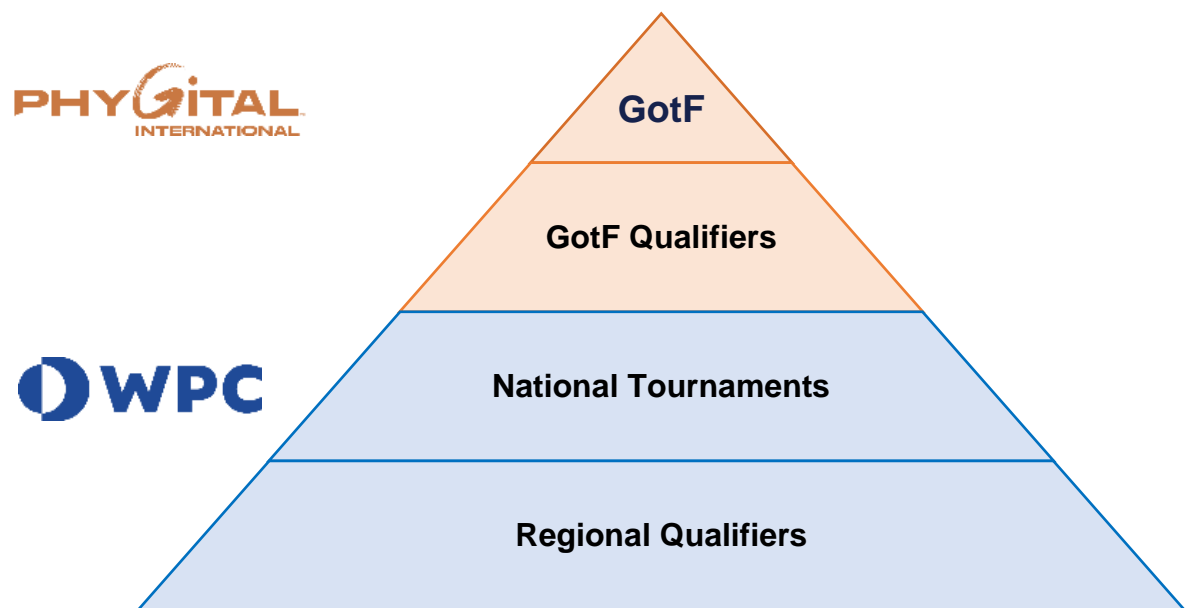 PHYGITAL
INTERNATIONAL
GotF
GotF Qualifiers
WPC
National Tournaments
Regional Qualifiers